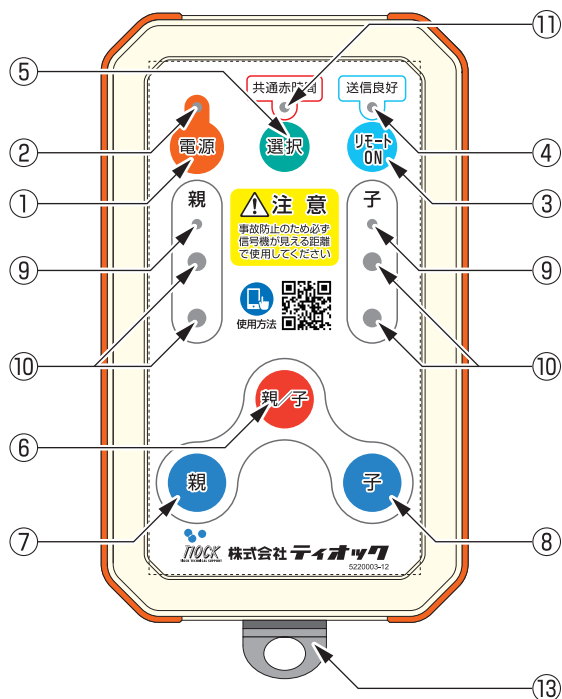 ⑪
⑤
共通赤時間
送信良好
②
④
電源
選択
リモート
ON
①
③
親
子
注 意
事故防止のため必ず
信号機が見える距離
で使用してください
⑨
⑨
使用方法
⑩
⑩
親/子
⑥
親
子
⑦
⑧
NOCK 株式会社 ティオック
5220003-12
⑬